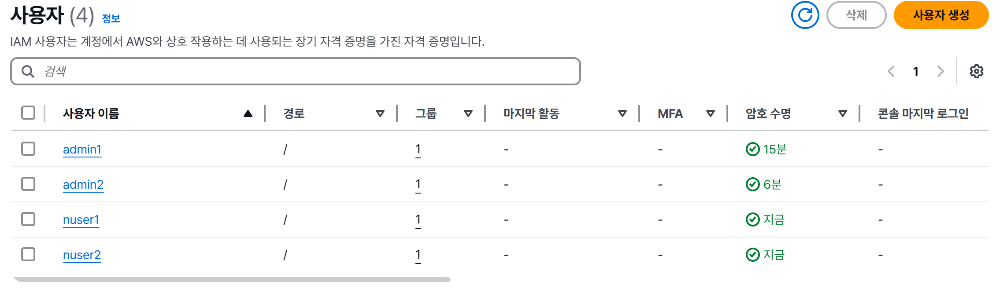 사용자 (4) 정보
삭제
사용자 생성
IAM 사용자는 계정에서 AWS와 상호 작용하는 데 사용되는 장기 자격 증명을 가진 자격 증명입니다.
검색
1
사용자 이름 경로 그룹 마지막 활동 MFA 암호 수명 콘솔 마지막 로그인
admin1 / 1 - - 15분 -
admin2 / 1 - - 6분 -
nuser1 / 1 - - 지금 -
nuser2 / 1 - - 지금 -